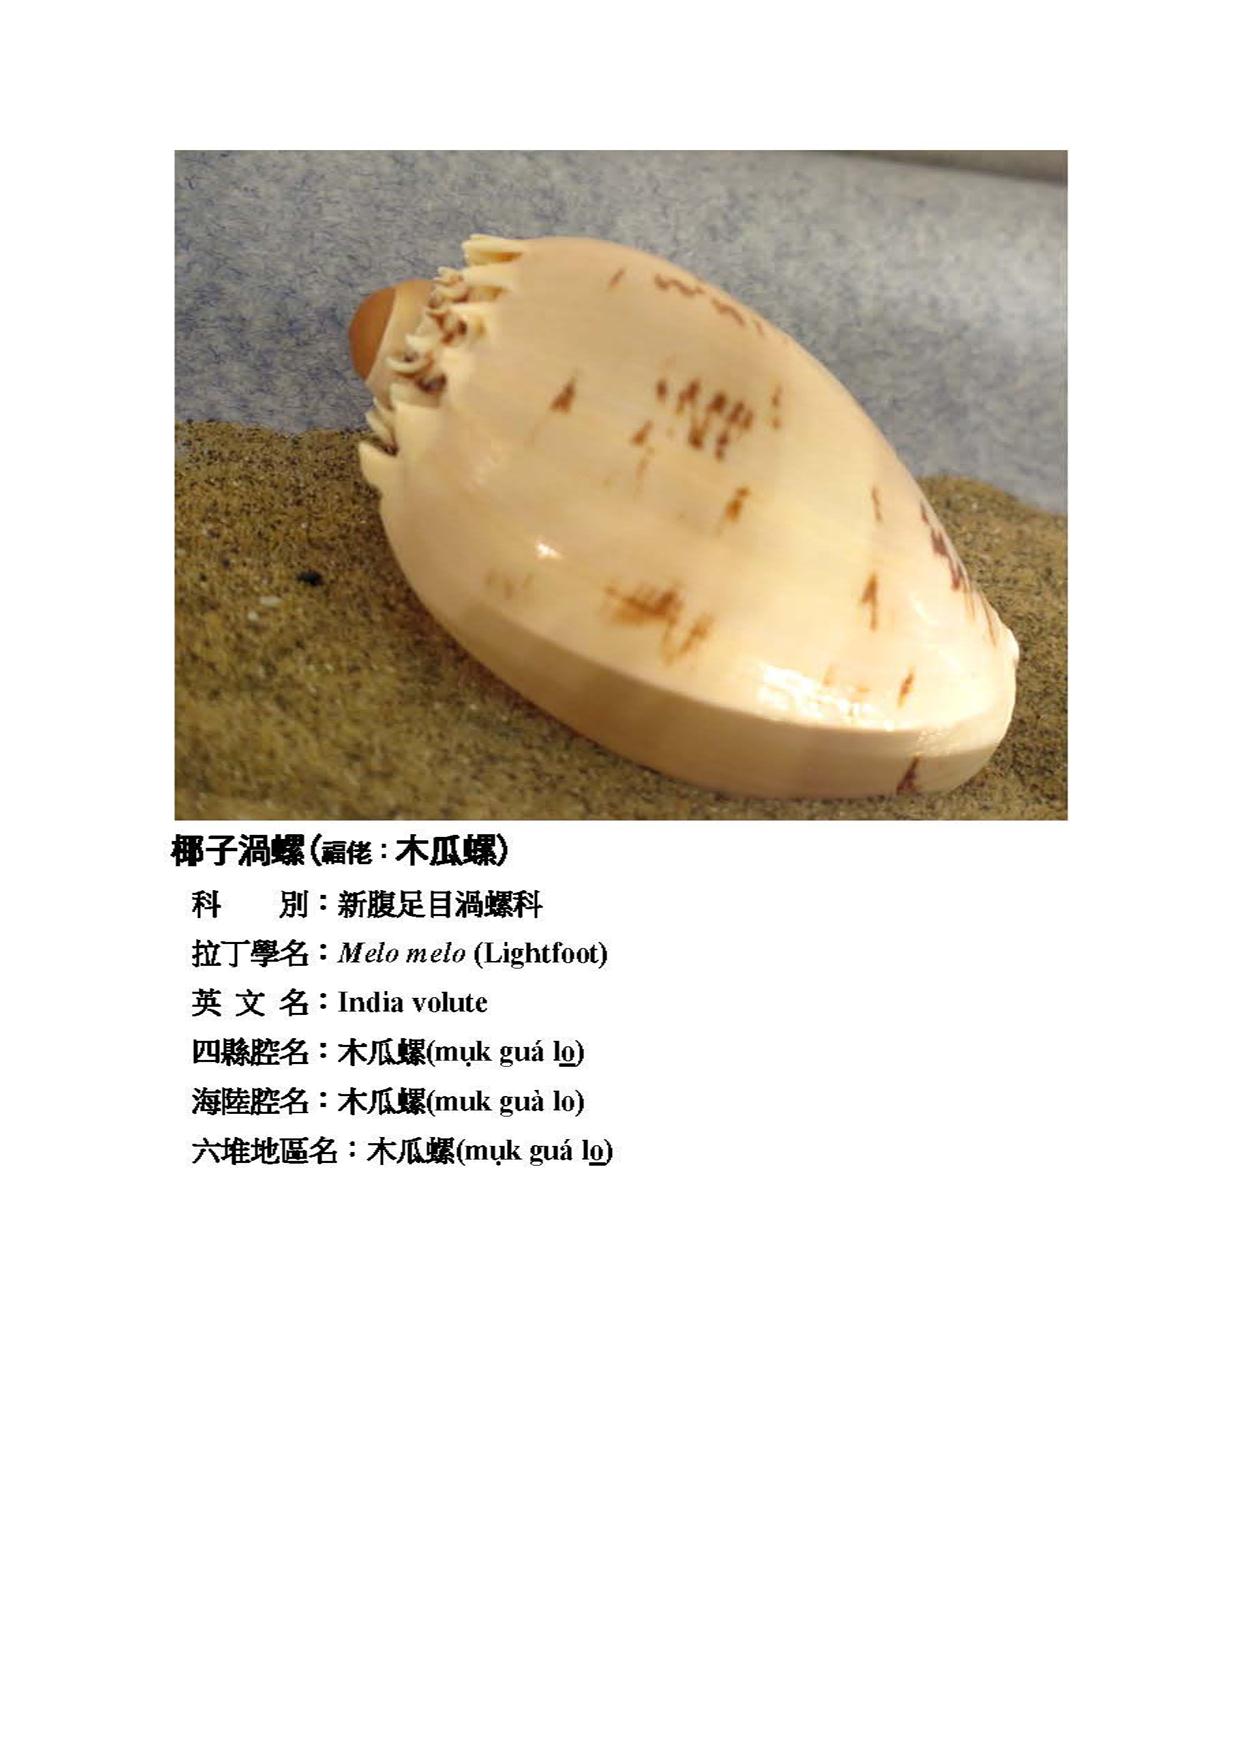 椰子渦螺(福佬：木瓜螺)
科　　別：新腹足目渦螺科
拉丁學名：Melo melo (Lightfoot)
英 文 名：India volute
四縣腔名：木瓜螺(mụk guá lo̲)
海陸腔名：木瓜螺(muk guà lo)
六堆地區名：木瓜螺(mụk guá lo̲)